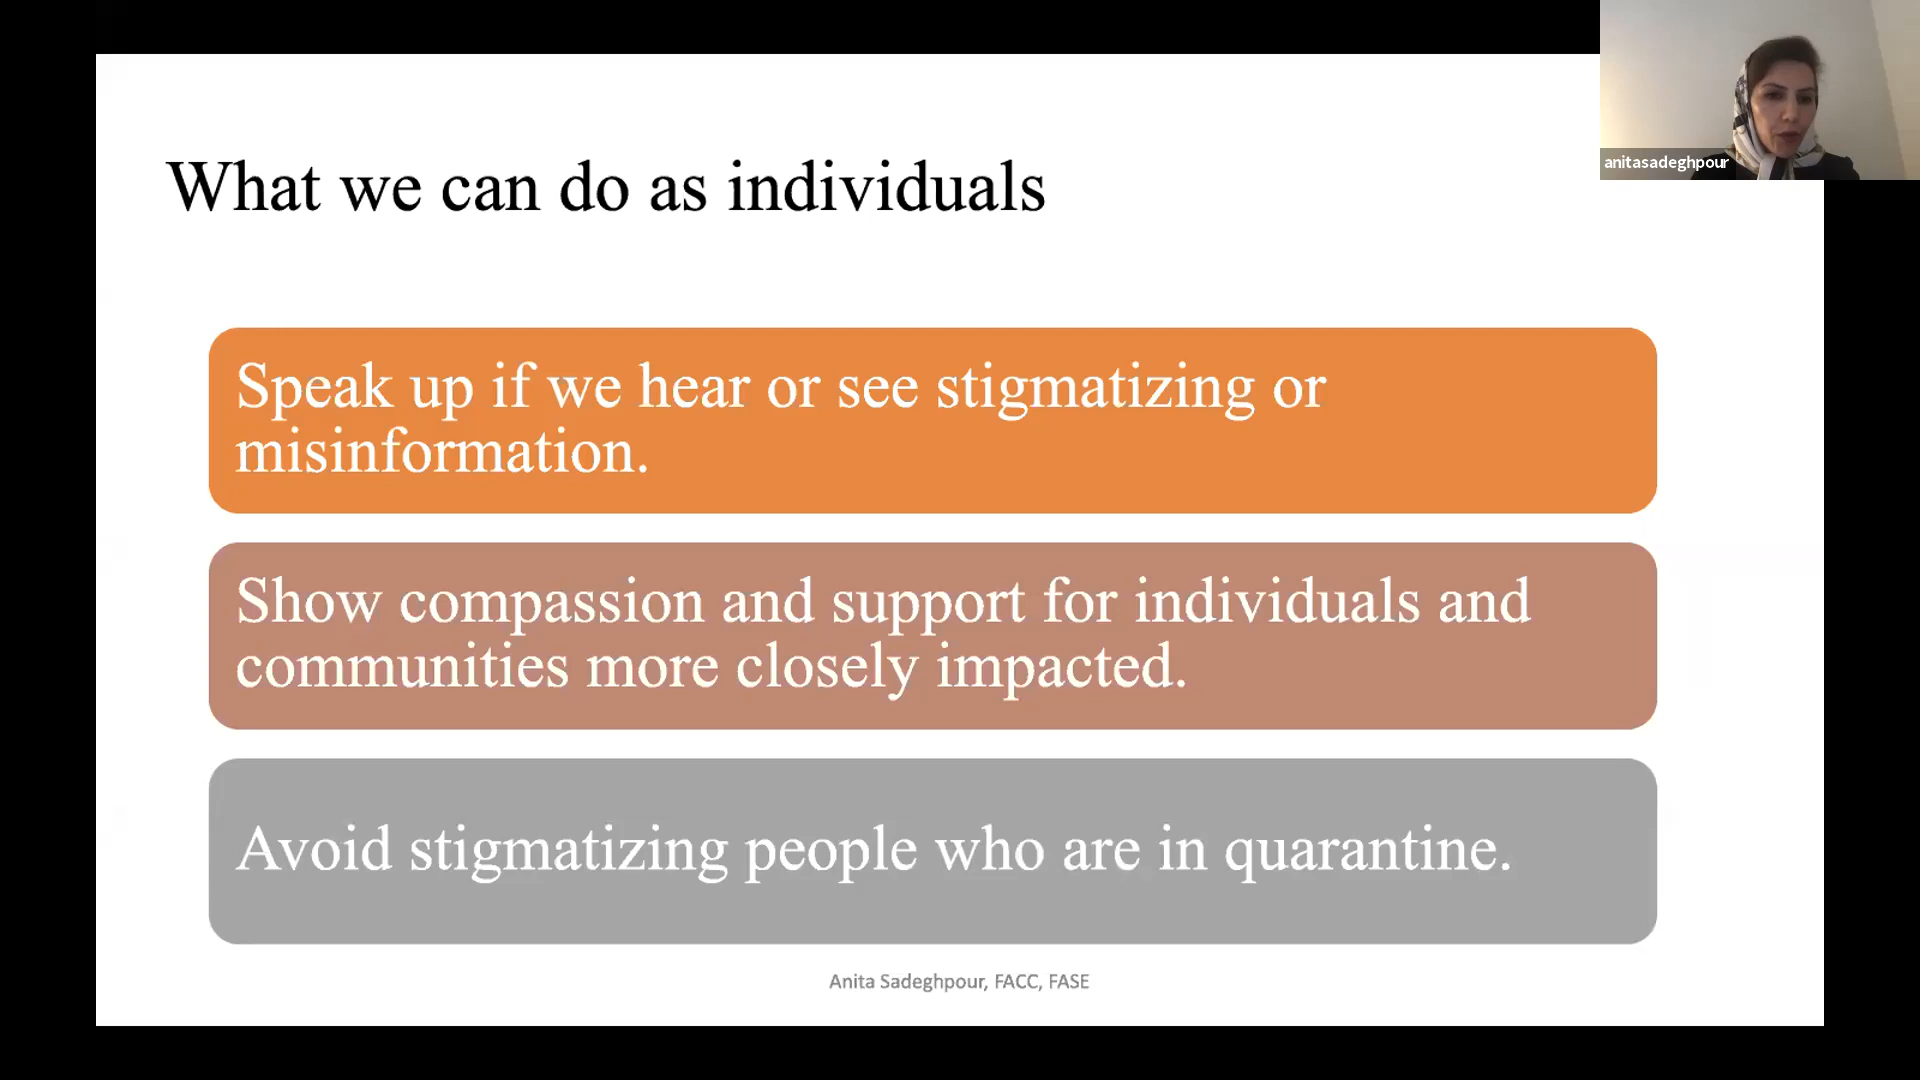 anitasadeghpour
What we can do as individuals
Speak up if we hear or see stigmatizing or
misinformation.
Show compassion and support for individuals and
communities more closely impacted.
Avoid stigmatizing people who are in quarantine.
Anita Sadeghpour, FACC, FASE